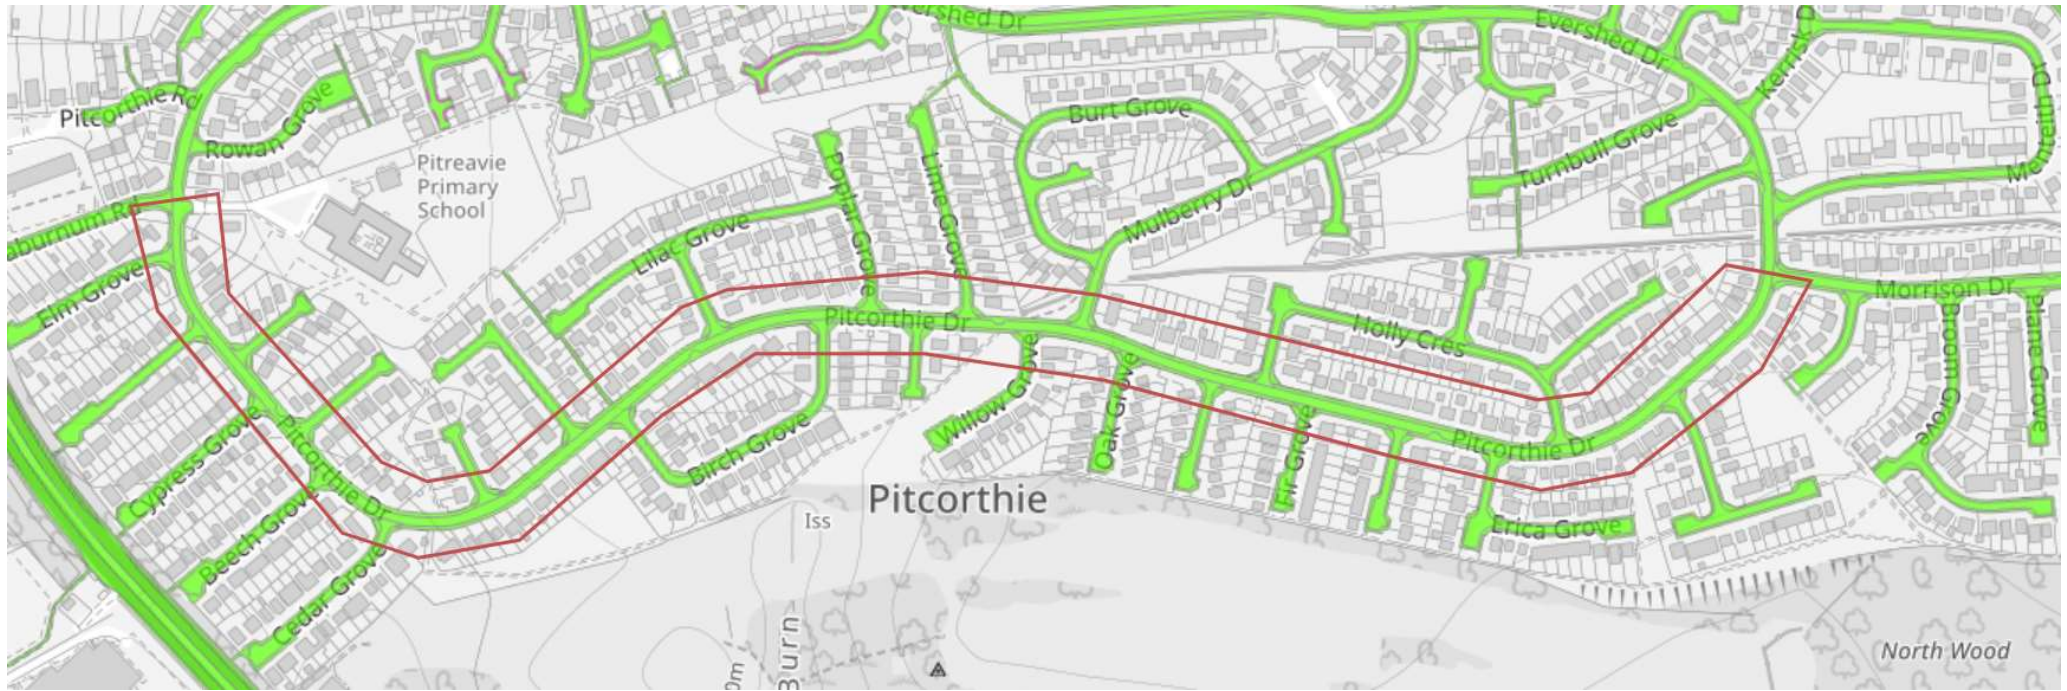 Evershed Dr
Evershed Dr
Kerrisk D
Pitcorthie Rd
Rowan Grove
Burt Grove
Turnbull Grove
Pitreavie
Primary
School
Poplar Grove
Lime Grove
Mulberry Dr
aburnum Rd
Lilac Grove
Elm Grove
Morrison Dr
Pitcorthie Dr
Holly Cres
Broom Grove
Plane Grove
Willow Grove
Oak Grove
Cypress Grove
Pitcorthie Dr
Birch Grove
Fir Grove
Pitcorthie Dr
Beech Grove
Pitcorthie
Iss
Erica Grove
Cedar Grove
Burn
0m
North Wood